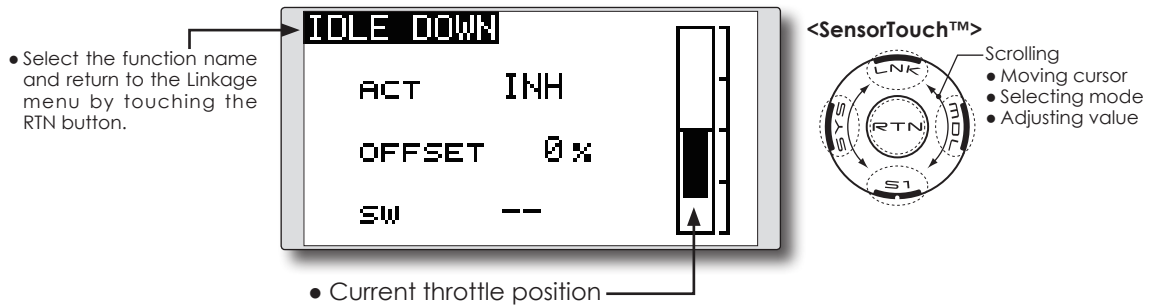 ● Select the function name
and return to the Linkage
menu by touching the
RTN button.
IDLE DOWN
ACT INH
OFFSET 0%
SW --
● Current throttle position
<SensorTouch™>
Scrolling
● Moving cursor
● Selecting mode
● Adjusting value
LNK
SYS
RTN
MDL
S1